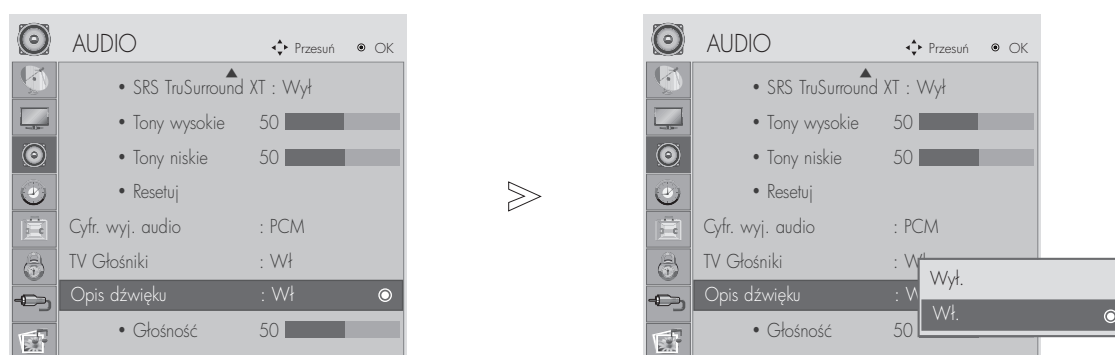 AUDIO Przesuń OK
• SRS TruSurround XT : Wył
• Tony wysokie 50
• Tony niskie 50
• Resetuj
Cyfr. wyj. audio : PCM
TV Głośniki : Wł
Opis dźwięku : Wł
• Głośność 50
>
AUDIO Przesuń OK
• SRS TruSurround XT : Wył
• Tony wysokie 50
• Tony niskie 50
• Resetuj
Cyfr. wyj. audio : PCM
TV Głośniki
Opis dźwięku
• Głośność 50
Wył.
Wł.